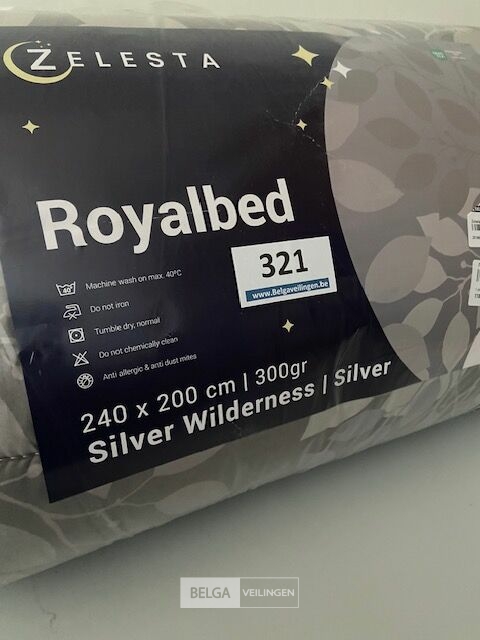 ZELESTA
Royalbed
321
www.Belgaveilingen.be
40°
Machine wash on max. 40°C
Do not iron
Tumble dry, normal
Do not chemically clean
Anti allergic & anti dust mites
240 x 200 cm | 300gr
Silver Wilderness | Silver
BELGA VEILINGEN